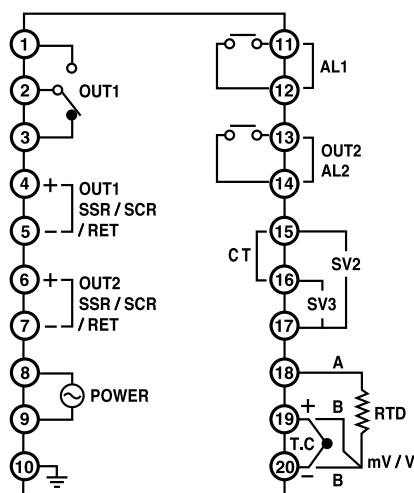 1
2
OUT1
3
4 + OUT1
SSR / SCR
5 − / RET
6 + OUT2
SSR / SCR
7 − / RET
8
POWER
9
10
11
AL1
12
13
OUT2
AL2
14
15
CT
SV2
16
SV3
17
18 A
19 + B
RTD
T.C
mV / V
20 − B